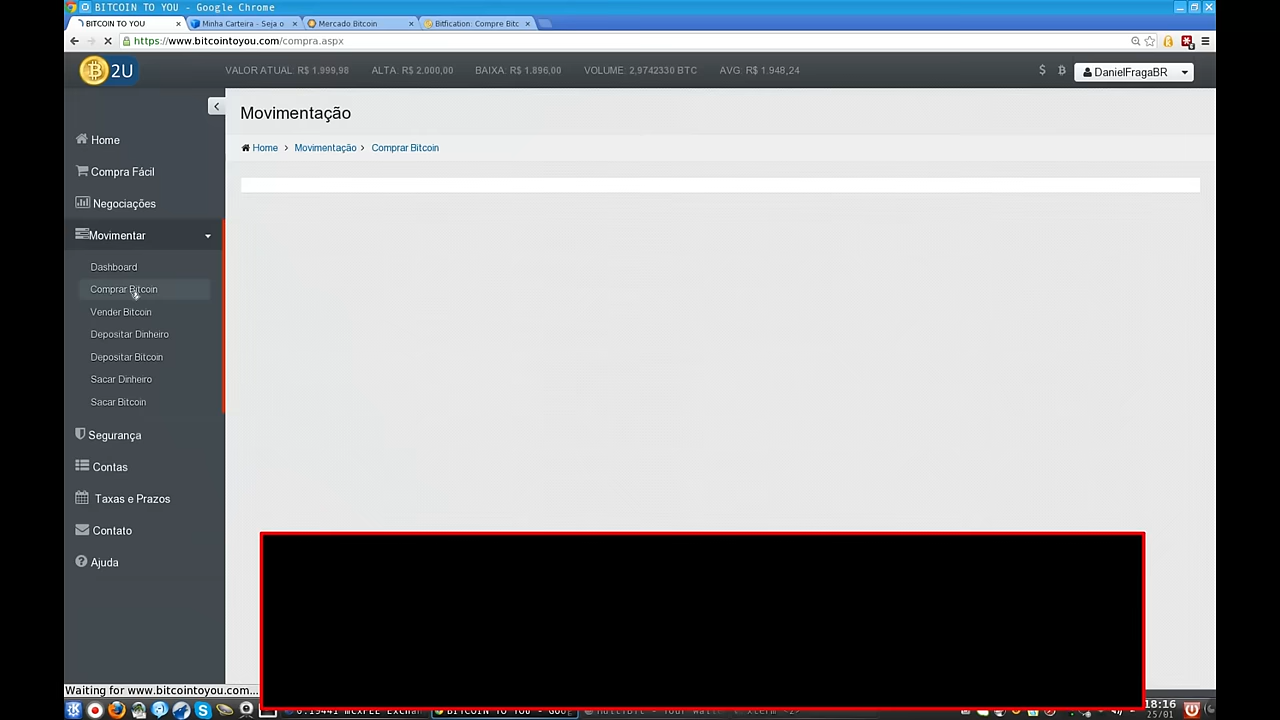 BITCOIN TO YOU - Google Chrome
BITCOIN TO YOU
Minha Carteira - Seja o
Mercado Bitcoin
Bitfication: Compre Bitc
https://www.bitcointoyou.com/compra.aspx
B 2U
VALOR ATUAL: R$ 1.999,98 ALTA: R$ 2.000,00 BAIXA: R$ 1.896,00 VOLUME: 2,9742330 BTC AVG: R$ 1.948,24
DanielFragaBR
Movimentação
Home > Movimentação > Comprar Bitcoin
Home
Compra Fácil
Negociações
Movimentar
Dashboard
Comprar Bitcoin
Vender Bitcoin
Depositar Dinheiro
Depositar Bitcoin
Sacar Dinheiro
Sacar Bitcoin
Segurança
Contas
Taxas e Prazos
Contato
Ajuda
Waiting for www.bitcointoyou.com...
BITCOIN TO YOU - Goog
18:16
25/01